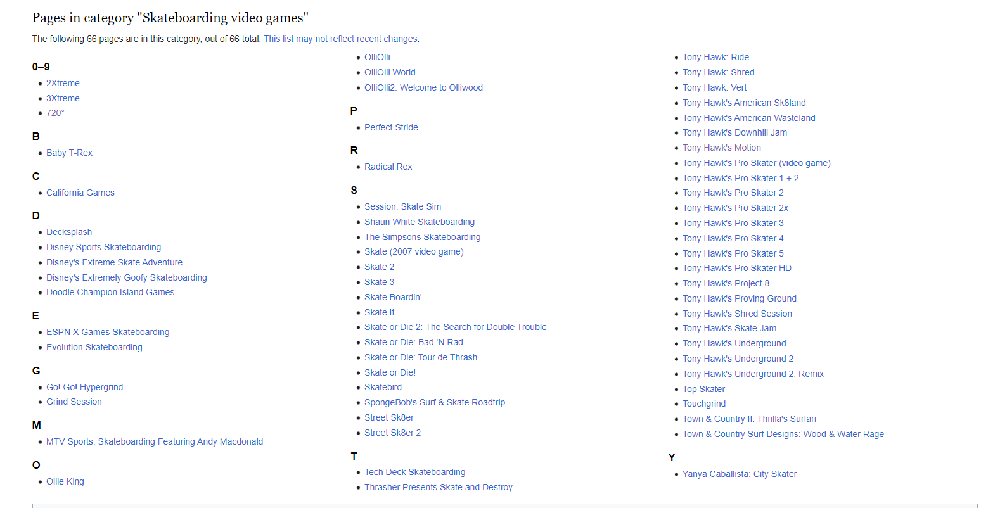 Pages in category "Skateboarding video games"
The following 66 pages are in this category, out of 66 total. This list may not reflect recent changes.
0–9
2Xtreme
3Xtreme
720°
B
Baby T-Rex
C
California Games
D
Decksplash
Disney Sports Skateboarding
Disney's Extreme Skate Adventure
Disney's Extremely Goofy Skateboarding
Doodle Champion Island Games
E
ESPN X Games Skateboarding
Evolution Skateboarding
G
Go! Go! Hypergrind
Grind Session
M
MTV Sports: Skateboarding Featuring Andy Macdonald
O
Ollie King
OlliOlli
OlliOlli World
OlliOlli2: Welcome to Olliwood
P
Perfect Stride
R
Radical Rex
S
Session: Skate Sim
Shaun White Skateboarding
The Simpsons Skateboarding
Skate (2007 video game)
Skate 2
Skate 3
Skate Boardin'
Skate It
Skate or Die 2: The Search for Double Trouble
Skate or Die: Bad 'N Rad
Skate or Die: Tour de Thrash
Skate or Die!
Skatebird
SpongeBob's Surf & Skate Roadtrip
Street Sk8er
Street Sk8er 2
T
Tech Deck Skateboarding
Thrasher Presents Skate and Destroy
Tony Hawk: Ride
Tony Hawk: Shred
Tony Hawk: Vert
Tony Hawk's American Sk8land
Tony Hawk's American Wasteland
Tony Hawk's Downhill Jam
Tony Hawk's Motion
Tony Hawk's Pro Skater (video game)
Tony Hawk's Pro Skater 1 + 2
Tony Hawk's Pro Skater 2
Tony Hawk's Pro Skater 2x
Tony Hawk's Pro Skater 3
Tony Hawk's Pro Skater 4
Tony Hawk's Pro Skater 5
Tony Hawk's Pro Skater HD
Tony Hawk's Project 8
Tony Hawk's Proving Ground
Tony Hawk's Shred Session
Tony Hawk's Skate Jam
Tony Hawk's Underground
Tony Hawk's Underground 2
Tony Hawk's Underground 2: Remix
Top Skater
Touchgrind
Town & Country II: Thrilla's Surfari
Town & Country Surf Designs: Wood & Water Rage
Y
Yanya Caballista: City Skater